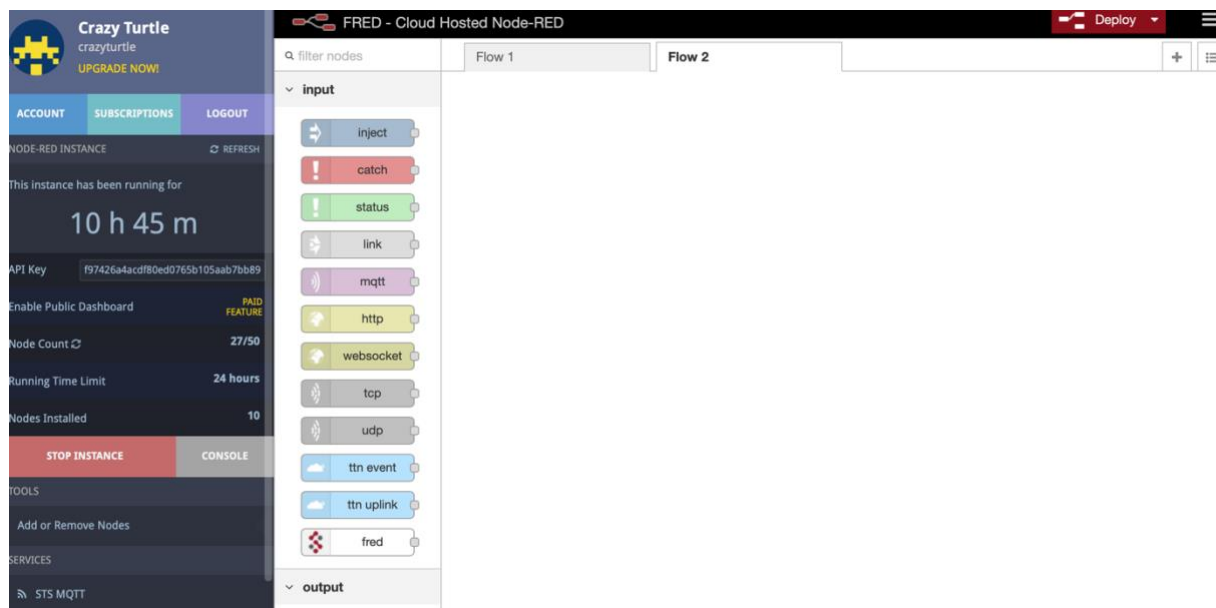 Crazy Turtle
crazyturtle
UPGRADE NOW!
ACCOUNT SUBSCRIPTIONS LOGOUT
NODE-RED INSTANCE REFRESH
This instance has been running for
10 h 45 m
API Key f97426a4acdf80ed0765b105aab7bb89
Enable Public Dashboard PAID FEATURE
Node Count 27/50
Running Time Limit 24 hours
Nodes Installed 10
STOP INSTANCE CONSOLE
TOOLS
Add or Remove Nodes
SERVICES
STS MQTT
FRED - Cloud Hosted Node-RED
Deploy
filter nodes
Flow 1 Flow 2
input
inject
catch
status
link
mqtt
http
websocket
tcp
udp
ttn event
ttn uplink
fred
output